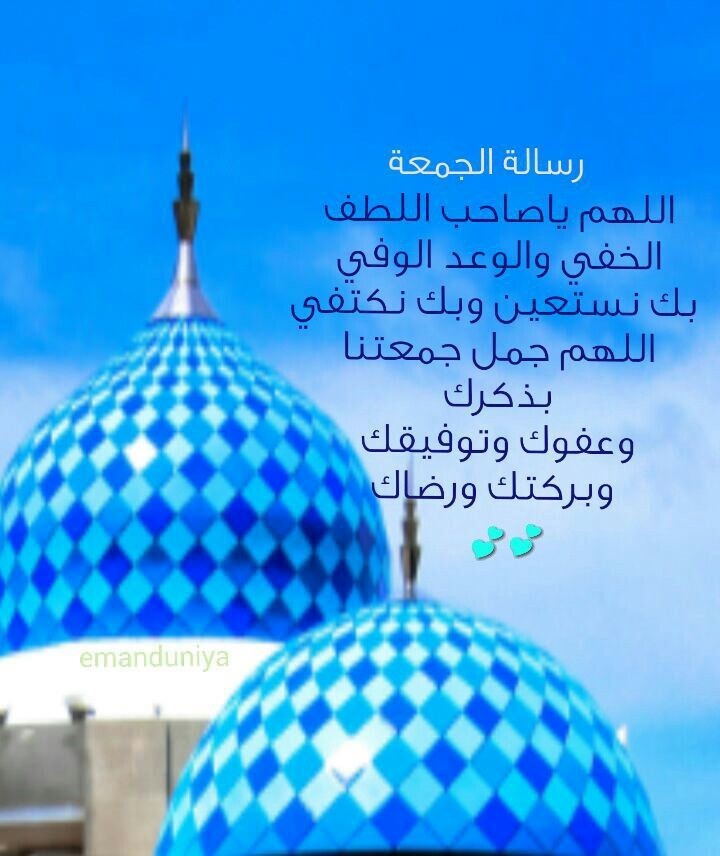 رسالة الجمعة
اللهم ياصاحب اللطف
الخفي والوعد الوفي
بك نستعين وبك نكتفي
اللهم جمل جمعتنا
بذكرك
وعفوك وتوفيقك
وبركتك ورضاك
emanduniya